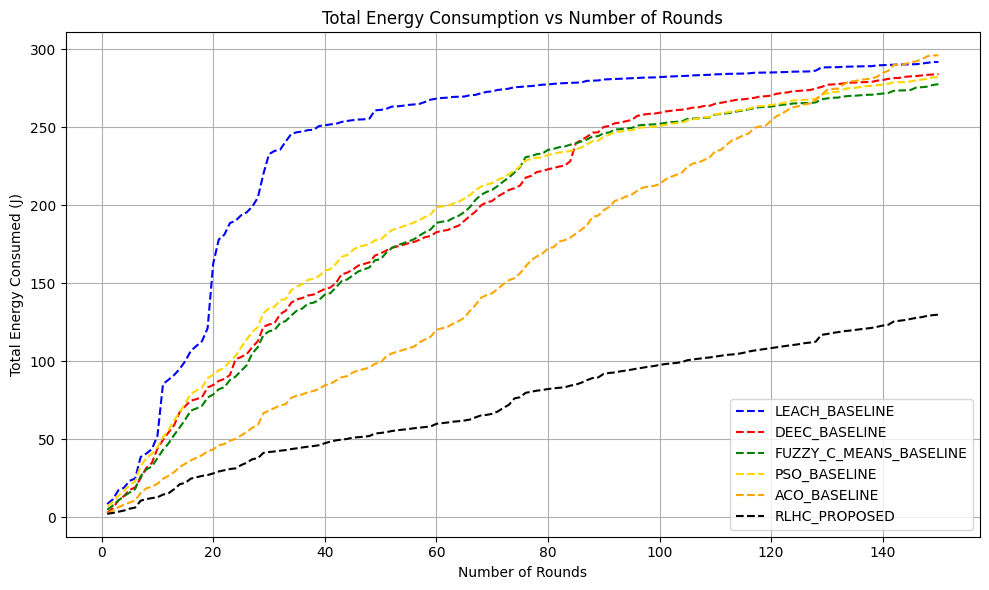 Total Energy Consumption vs Number of Rounds
Total Energy Consumed (J)
300
250
200
150
100
50
0
0 20 40 60 80 100 120 140
Number of Rounds
LEACH_BASELINE
DEEC_BASELINE
FUZZY_C_MEANS_BASELINE
PSO_BASELINE
ACO_BASELINE
RLHC_PROPOSED